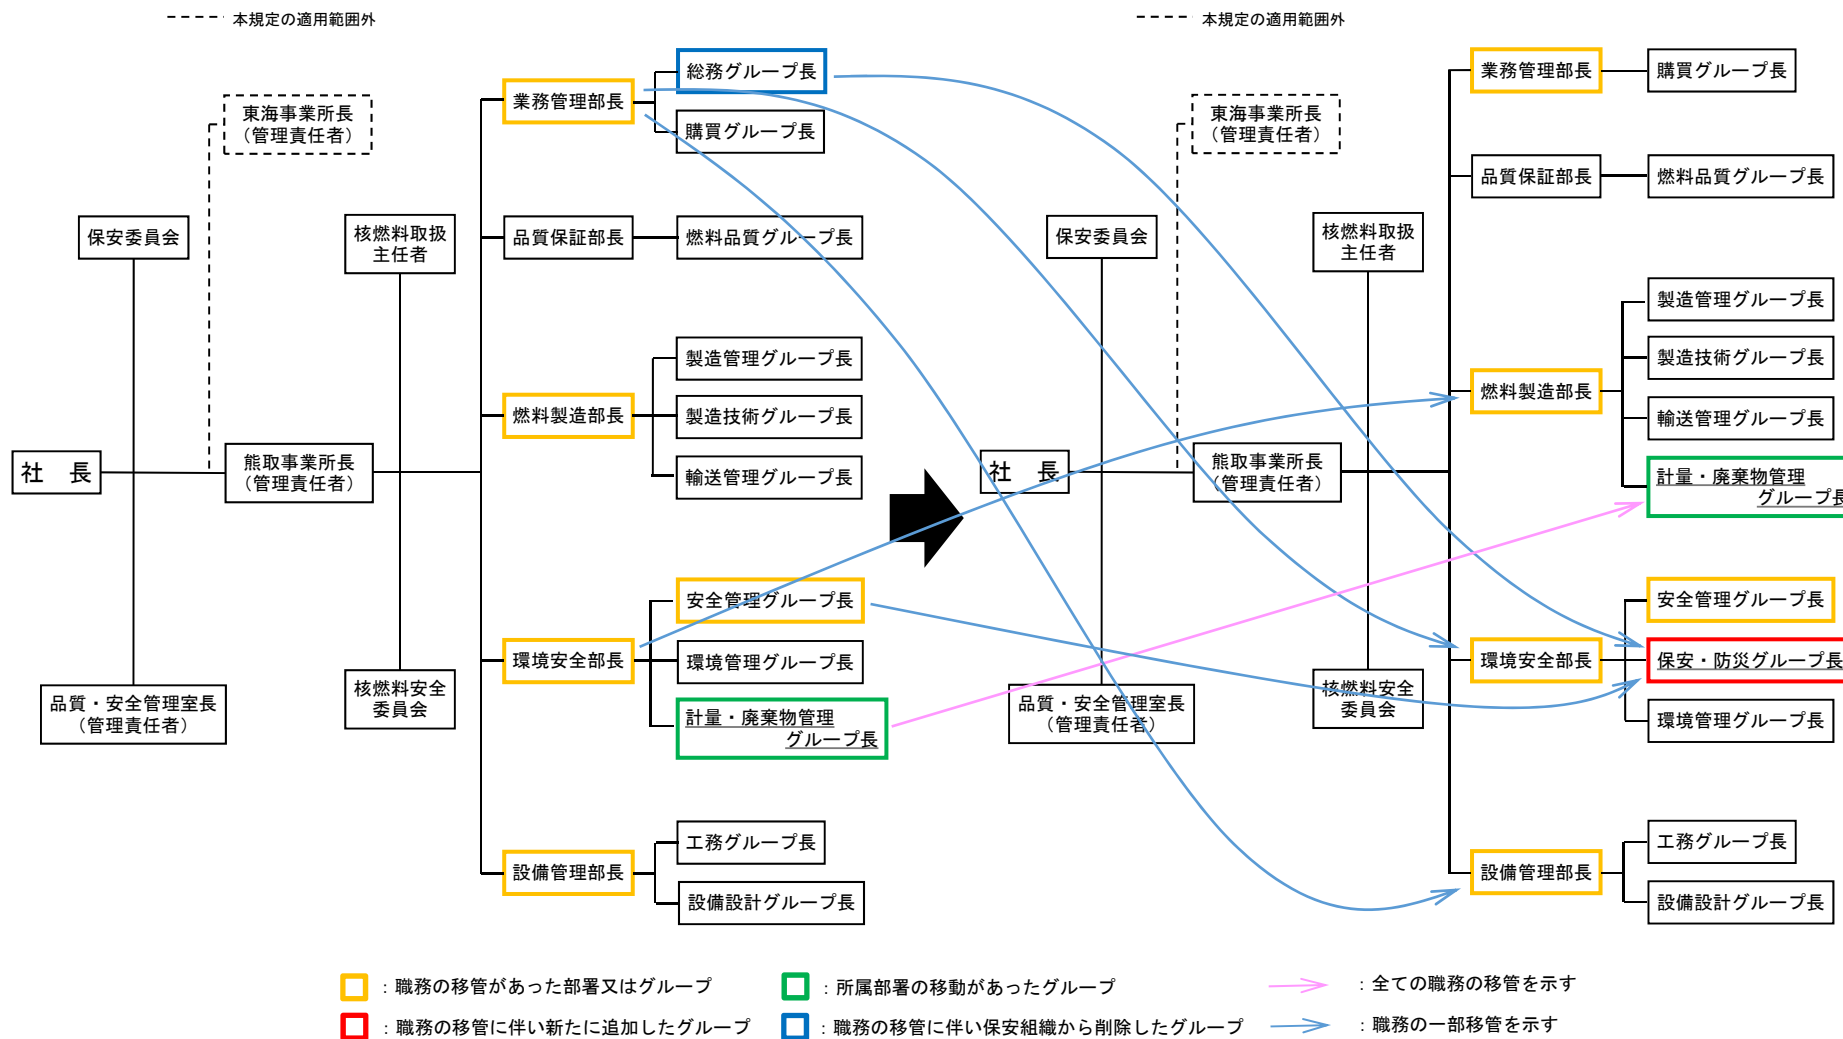 本規定の適用範囲外
東海事業所長
（管理責任者）
保安委員会
核燃料取扱
主任者
社　長
熊取事業所長
（管理責任者）
品質・安全管理室長
（管理責任者）
核燃料安全
委員会
業務管理部長
総務グループ長
購買グループ長
品質保証部長
燃料品質グループ長
燃料製造部長
製造管理グループ長
製造技術グループ長
輸送管理グループ長
環境安全部長
安全管理グループ長
環境管理グループ長
計量・廃棄物管理
グループ長
設備管理部長
工務グループ長
設備設計グループ長
本規定の適用範囲外
東海事業所長
（管理責任者）
保安委員会
核燃料取扱
主任者
社　長
熊取事業所長
（管理責任者）
品質・安全管理室長
（管理責任者）
核燃料安全
委員会
業務管理部長
購買グループ長
品質保証部長
燃料品質グループ長
燃料製造部長
製造管理グループ長
製造技術グループ長
輸送管理グループ長
計量・廃棄物管理
グループ長
環境安全部長
安全管理グループ長
保安・防災グループ長
環境管理グループ長
設備管理部長
工務グループ長
設備設計グループ長
：職務の移管があった部署又はグループ
：所属部署の移動があったグループ
：全ての職務の移管を示す
：職務の移管に伴い新たに追加したグループ
：職務の移管に伴い保安組織から削除したグループ
：職務の一部移管を示す